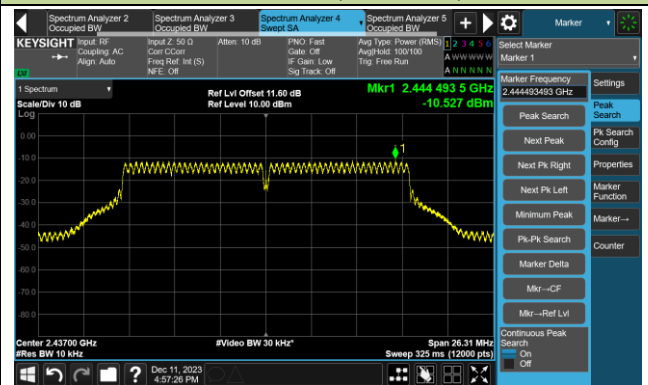 Spectrum Analyzer 2
Occupied BW
Spectrum Analyzer 3
Occupied BW
Spectrum Analyzer 4
Swept SA
Spectrum Analyzer 5
Occupied BW
Marker
KEYSIGHT
Input: RF
Coupling: AC
Align: Auto
Input Z: 50 Ω
Corr CCorr
Freq Ref: Int (S)
NFE: Off
Atten: 10 dB
PNO: Fast
Gate: Off
IF Gain: Low
Sig Track: Off
Avg Type: Power (RMS)
Avg|Hold: 100/100
Trig: Free Run
1 2 3 4 5 6
A W W W W W
A N N N N N
Select Marker
Marker 1
1 Spectrum
Scale/Div 10 dB
Log
Ref Lvl Offset 11.60 dB
Ref Level 10.00 dBm
Mkr1 2.444 493 5 GHz
-10.527 dBm
1
0.00
-10.0
-20.0
-30.0
-40.0
-50.0
-60.0
-70.0
-80.0
Center 2.43700 GHz
#Res BW 10 kHz
#Video BW 30 kHz*
Span 26.31 MHz
Sweep 325 ms (12000 pts)
Marker Frequency
2.444493493 GHz
Peak Search
Next Peak
Next Pk Right
Next Pk Left
Minimum Peak
Pk-Pk Search
Marker Delta
Mkr→CF
Mkr→Ref Lvl
Continuous Peak
Search
On
Off
Settings
Peak
Search
Pk Search
Config
Properties
Marker
Function
Marker→
Counter
?
Dec 11, 2023
4:57:26 PM